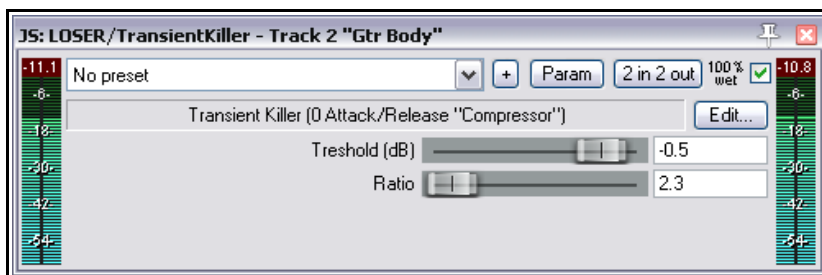 JS: LOSER/TransientKiller - Track 2 "Gtr Body"
-11.1 No preset + Param 2 in 2 out 100% wet -10.8
-6- -6-
Transient Killer (0 Attack/Release "Compressor") Edit...
-18- -18-
Treshold (dB) -0.5
-30- -30-
Ratio 2.3
-42- -42-
-54- -54-